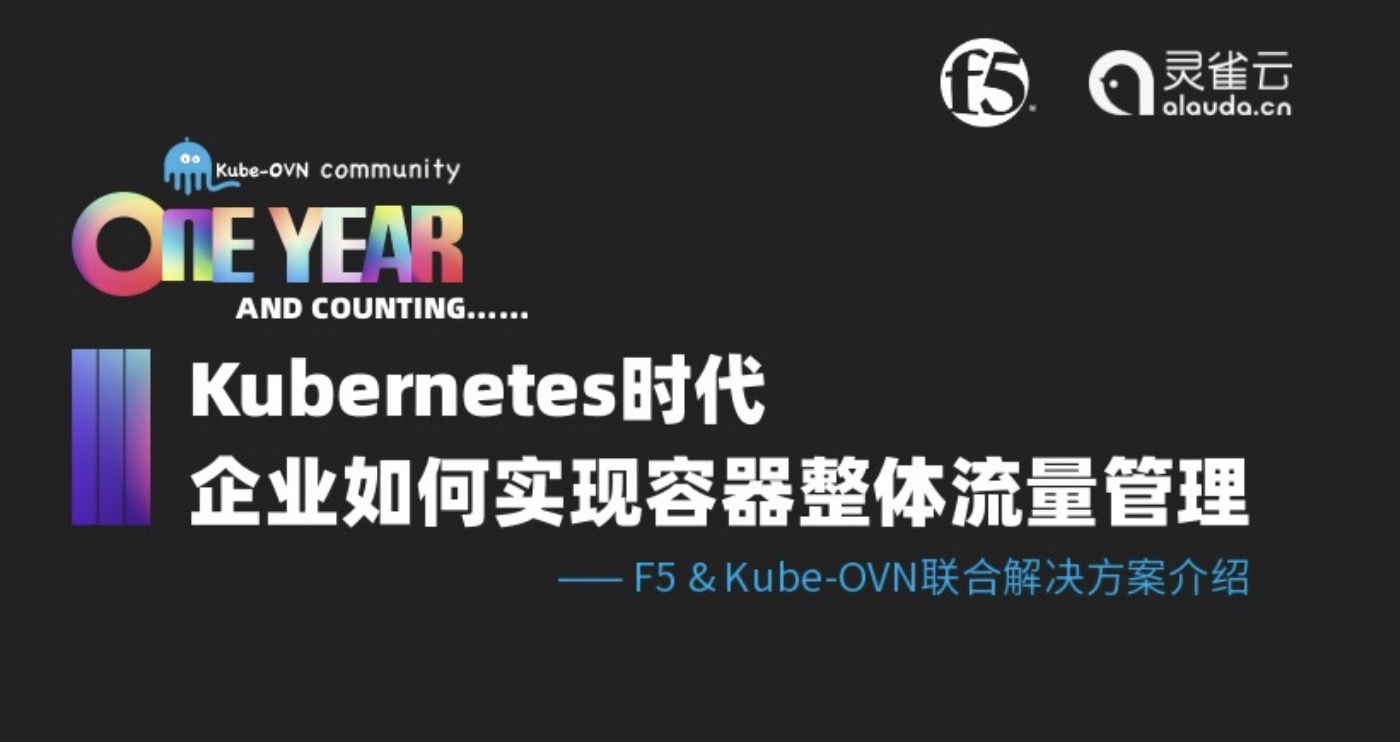 f5
灵雀云
alauda.cn
Kube-OVN community
ONE YEAR
AND COUNTING......
Kubernetes时代
企业如何实现容器整体流量管理
—— F5 & Kube-OVN联合解决方案介绍